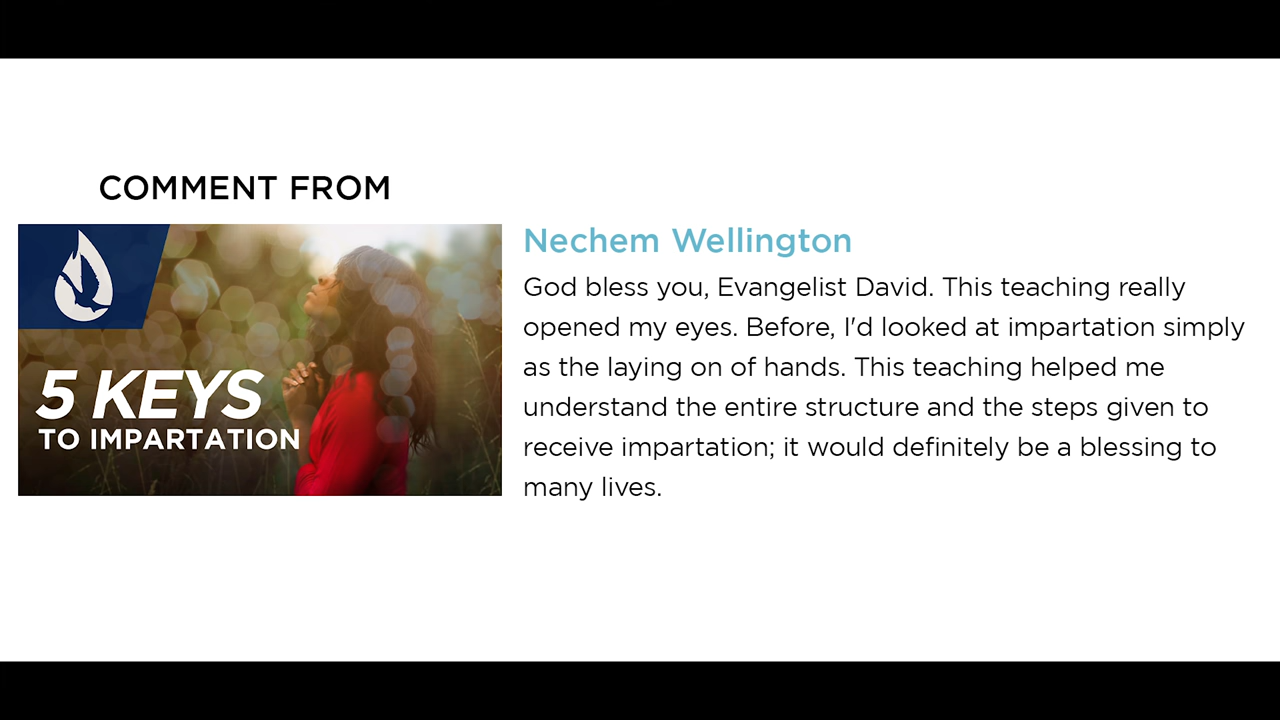 COMMENT FROM
5 KEYS
TO IMPARTATION
Nechem Wellington
God bless you, Evangelist David. This teaching really
opened my eyes. Before, I'd looked at impartation simply
as the laying on of hands. This teaching helped me
understand the entire structure and the steps given to
receive impartation; it would definitely be a blessing to
many lives.